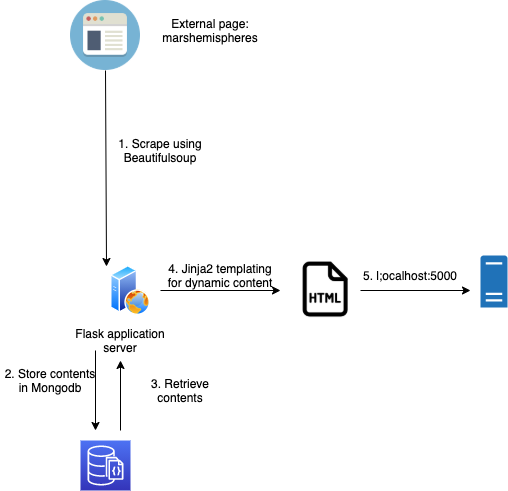 External page:
marshemispheres
1. Scrape using
Beautifulsoup
4. Jinja2 templating
for dynamic content
HTML
5. l;ocalhost:5000
Flask application
server
2. Store contents
in Mongodb
3. Retrieve
contents
{}